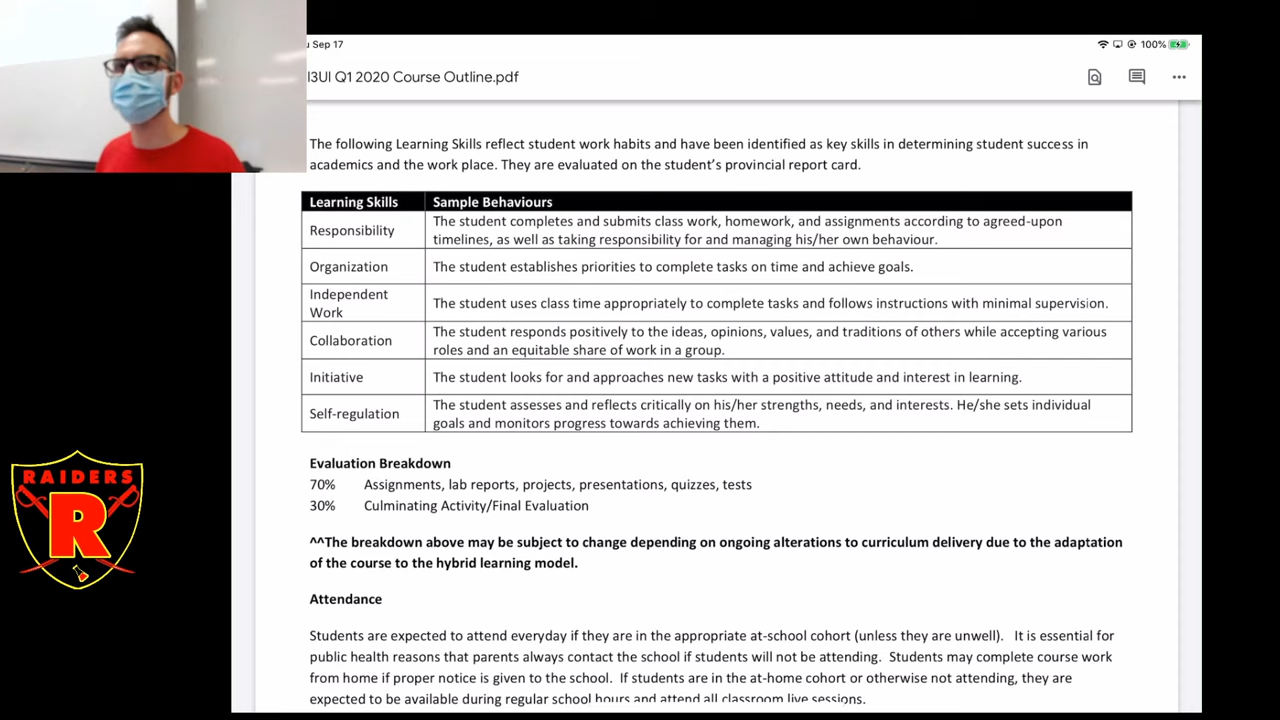 Sep 17
100%
I3UI Q1 2020 Course Outline.pdf
The following Learning Skills reflect student work habits and have been identified as key skills in determining student success in
academics and the work place. They are evaluated on the student's provincial report card.
Learning Skills Sample Behaviours
Responsibility The student completes and submits class work, homework, and assignments according to agreed-upon
timelines, as well as taking responsibility for and managing his/her own behaviour.
Organization The student establishes priorities to complete tasks on time and achieve goals.
Independent
Work The student uses class time appropriately to complete tasks and follows instructions with minimal supervision.
Collaboration The student responds positively to the ideas, opinions, values, and traditions of others while accepting various
roles and an equitable share of work in a group.
Initiative The student looks for and approaches new tasks with a positive attitude and interest in learning.
Self-regulation The student assesses and reflects critically on his/her strengths, needs, and interests. He/she sets individual
goals and monitors progress towards achieving them.
Evaluation Breakdown
70% Assignments, lab reports, projects, presentations, quizzes, tests
30% Culminating Activity/Final Evaluation
^^The breakdown above may be subject to change depending on ongoing alterations to curriculum delivery due to the adaptation
of the course to the hybrid learning model.
Attendance
Students are expected to attend everyday if they are in the appropriate at-school cohort (unless they are unwell). It is essential for
public health reasons that parents always contact the school if students will not be attending. Students may complete course work
from home if proper notice is given to the school. If students are in the at-home cohort or otherwise not attending, they are
expected to be available during regular school hours and attend all classroom live sessions.
RAIDERS
R